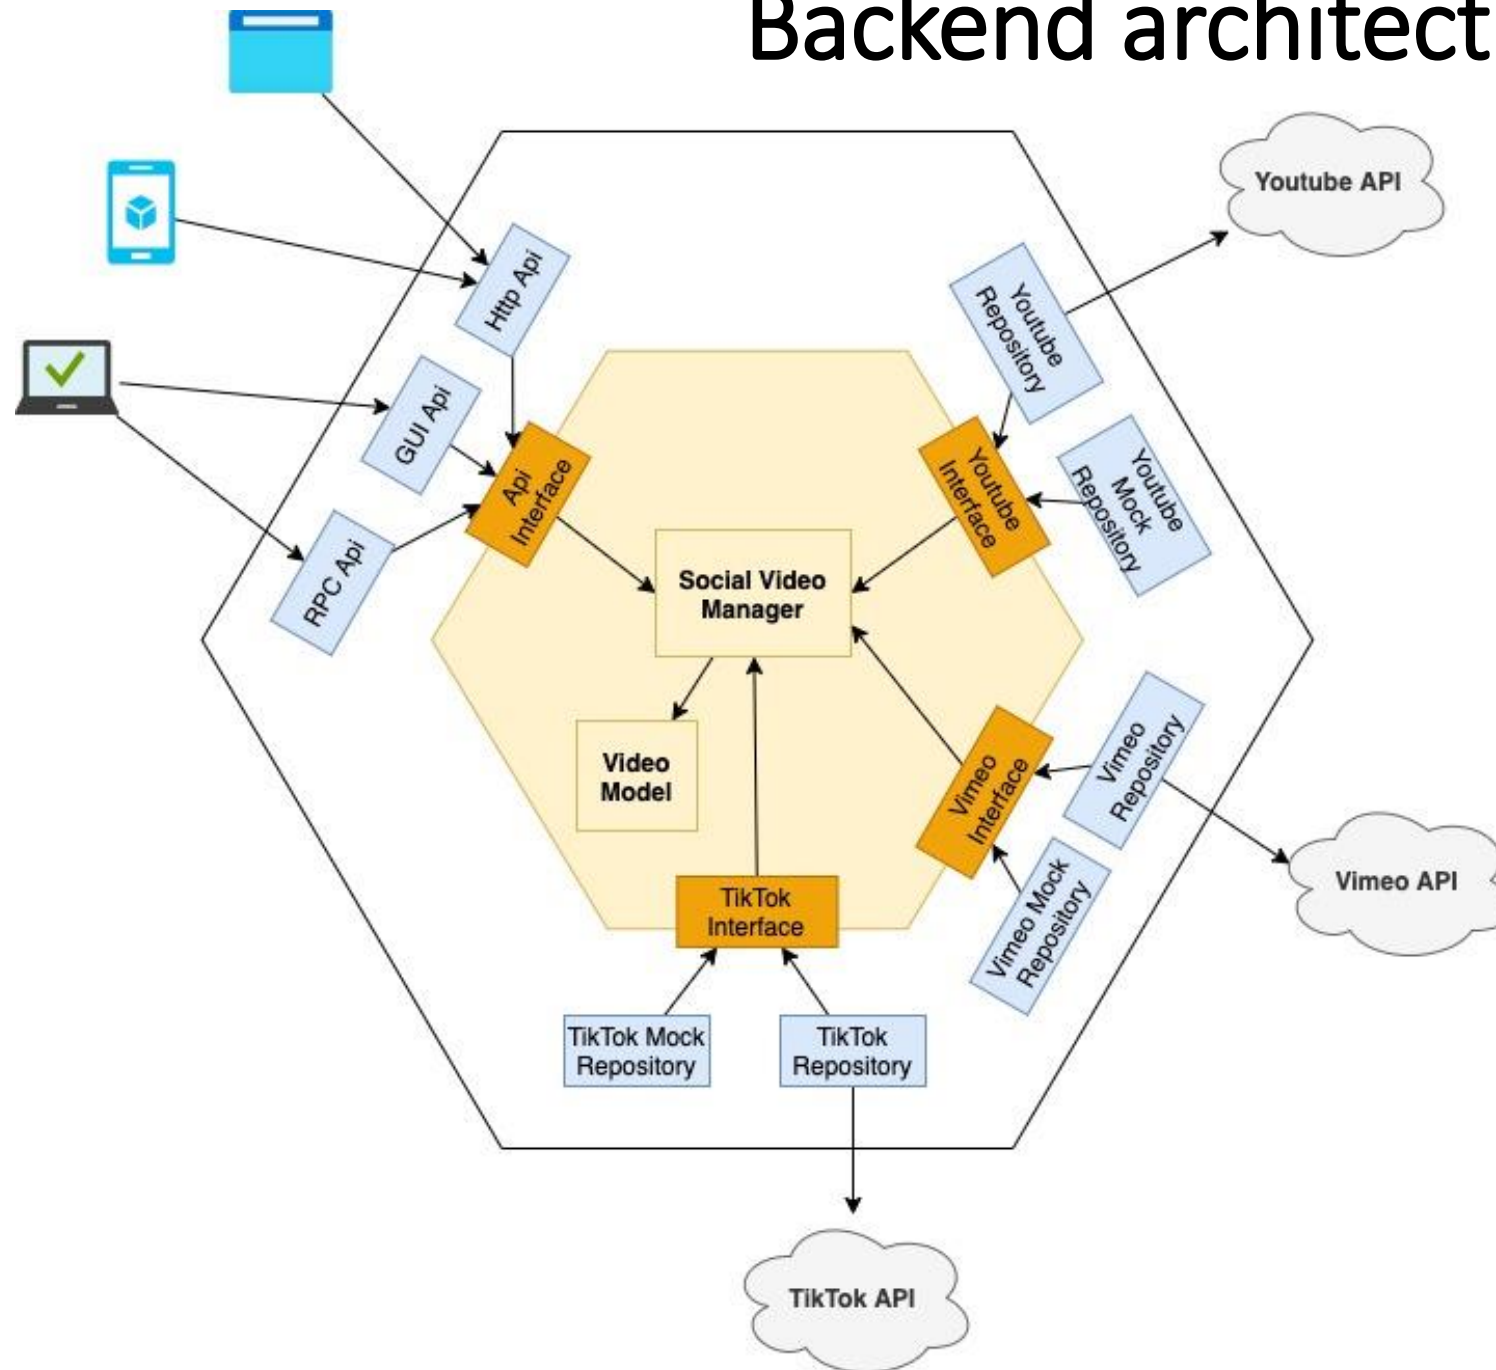 Backend architect
Youtube API
Http Api
Youtube
Repository
GUI Api
Api
Interface
Youtube
Interface
Youtube
Mock
Repository
RPC Api
Social Video
Manager
Vimeo
Repository
Video
Model
Vimeo
Interface
Vimeo API
TikTok
Interface
Vimeo Mock
Repository
TikTok Mock
Repository
TikTok
Repository
TikTok API